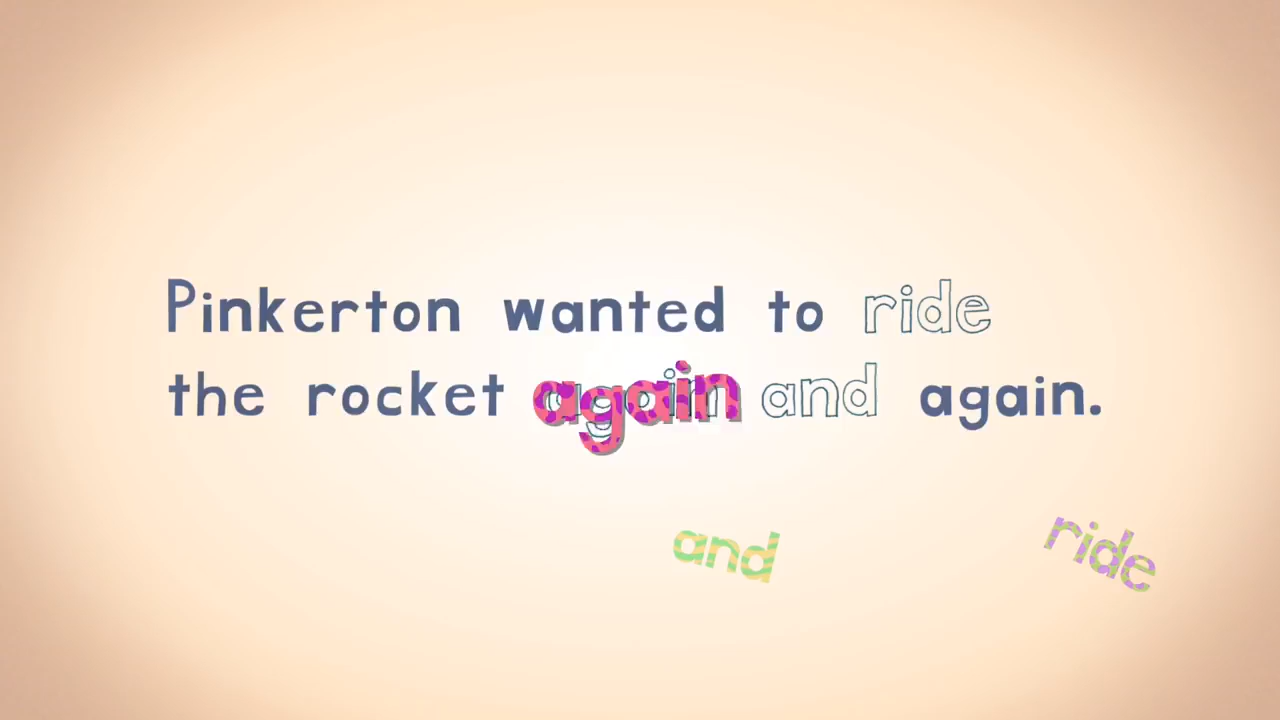 Pinkerton wanted to ride
the rocket again and again.
and
ride